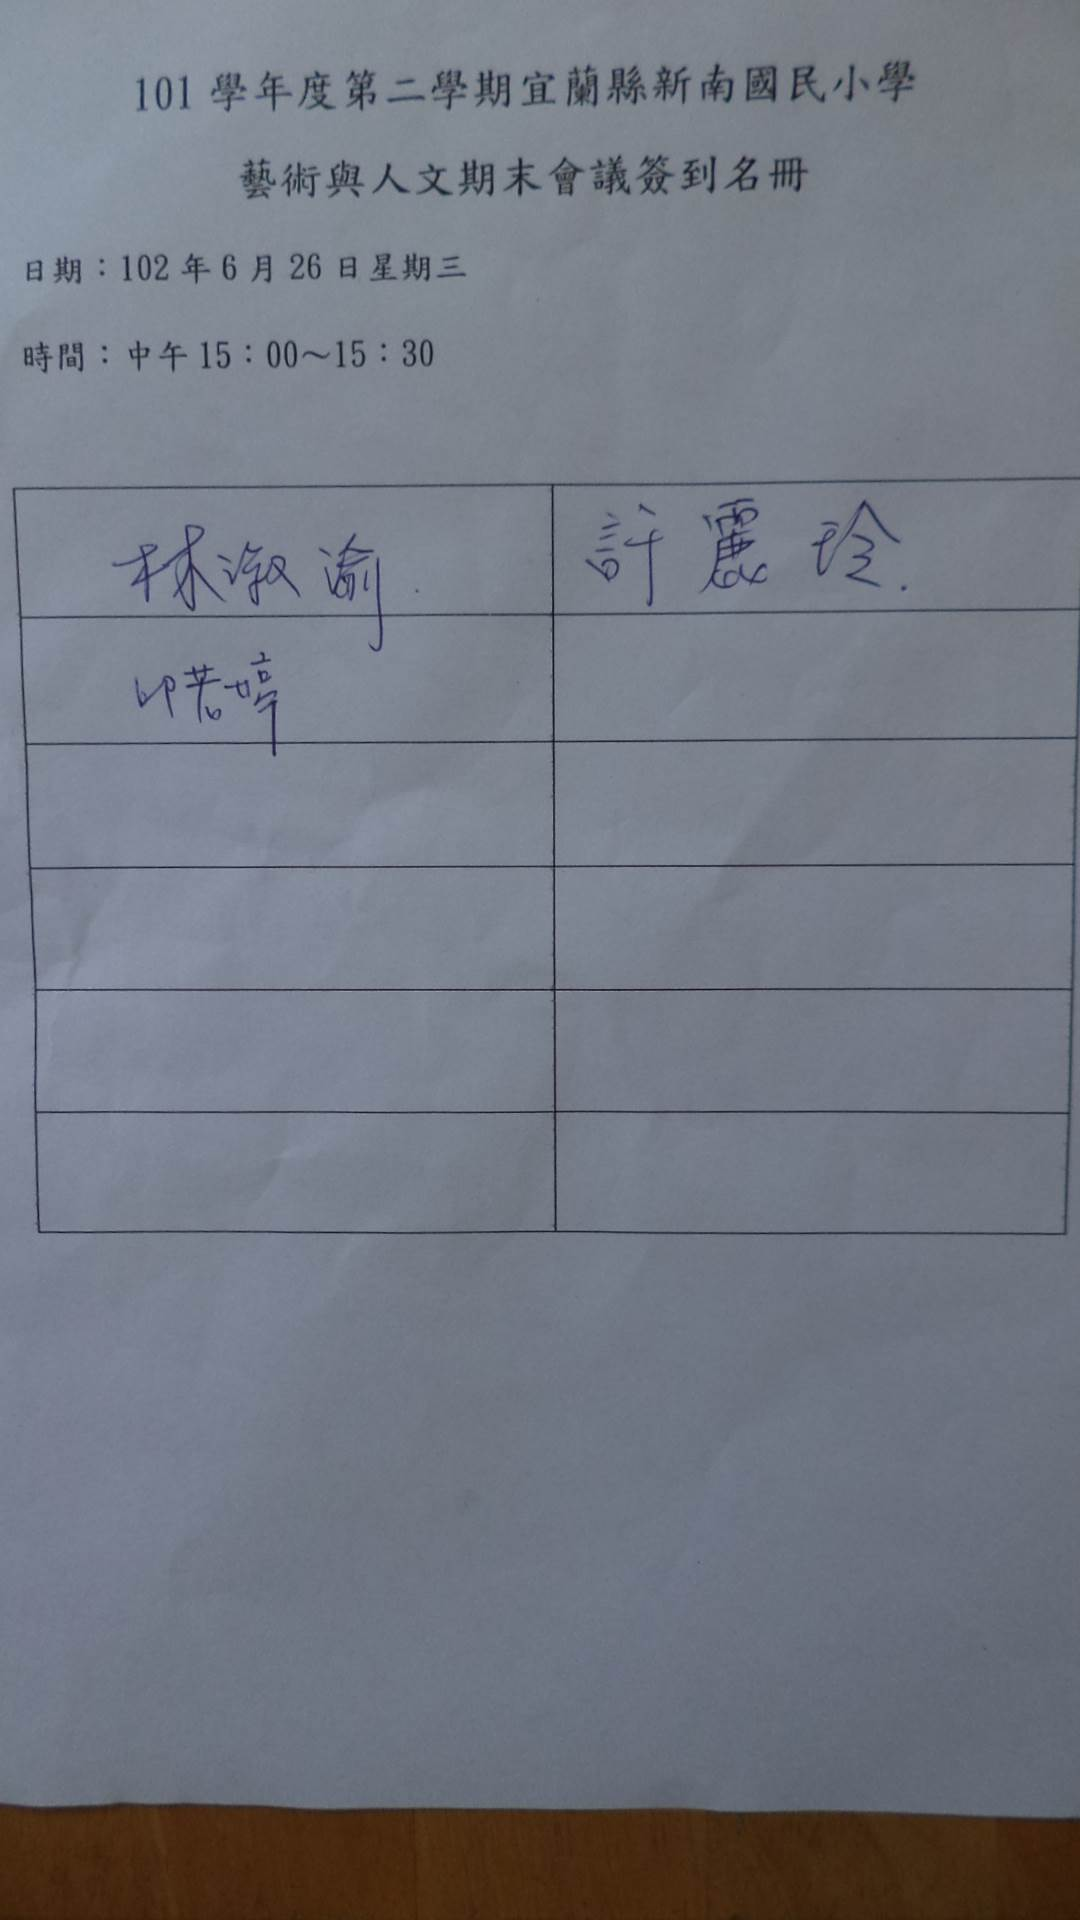 101 學年度第二學期宜蘭縣新南國民小學
藝術與人文期末會議簽到名冊
日期：102 年 6 月 26 日星期三
時間：中午 15：00～15：30
林淑渝 許麗玲.
邱若婷